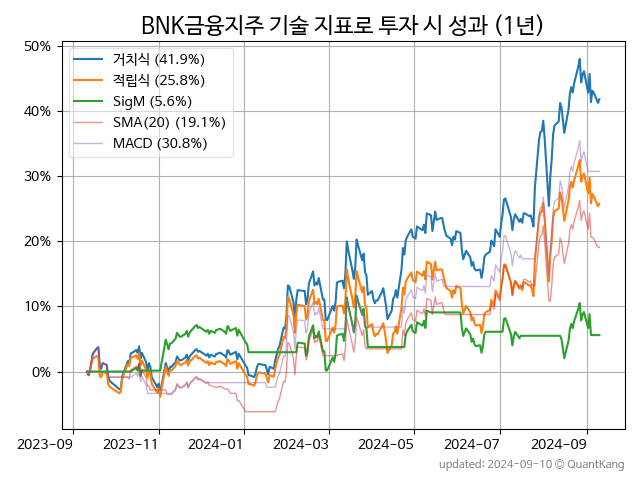 BNK금융지주 기술 지표로 투자 시 성과 (1년)
50%
40%
30%
20%
10%
0%
거치식 (41.9%)
적립식 (25.8%)
SigM (5.6%)
SMA(20) (19.1%)
MACD (30.8%)
2023-09 2023-11 2024-01 2024-03 2024-05 2024-07 2024-09
updated: 2024-09-10 © QuantKang